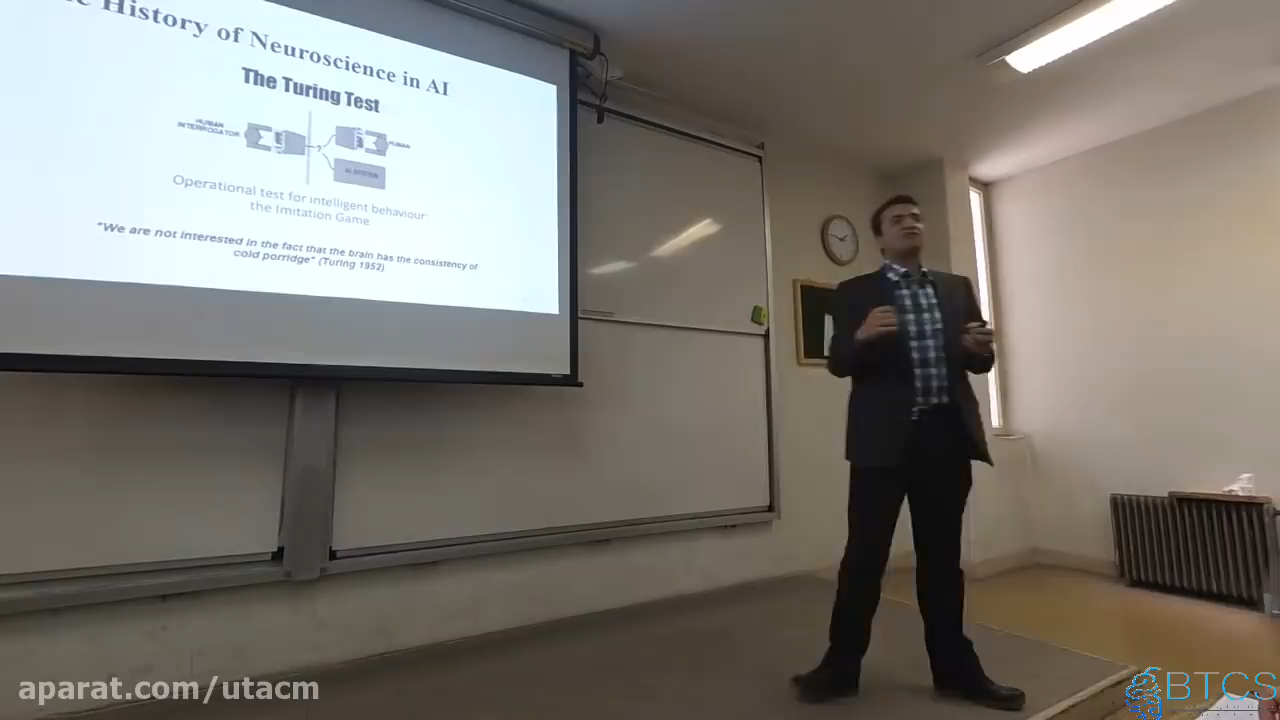 History of Neuroscience in AI
The Turing Test
HUMAN
INTERROGATOR
HUMAN
AI SYSTEM
Operational test for intelligent behaviour:
the Imitation Game
"We are not interested in the fact that the brain has the consistency of
cold porridge" (Turing 1952)
aparat.com/utacm
BTCS